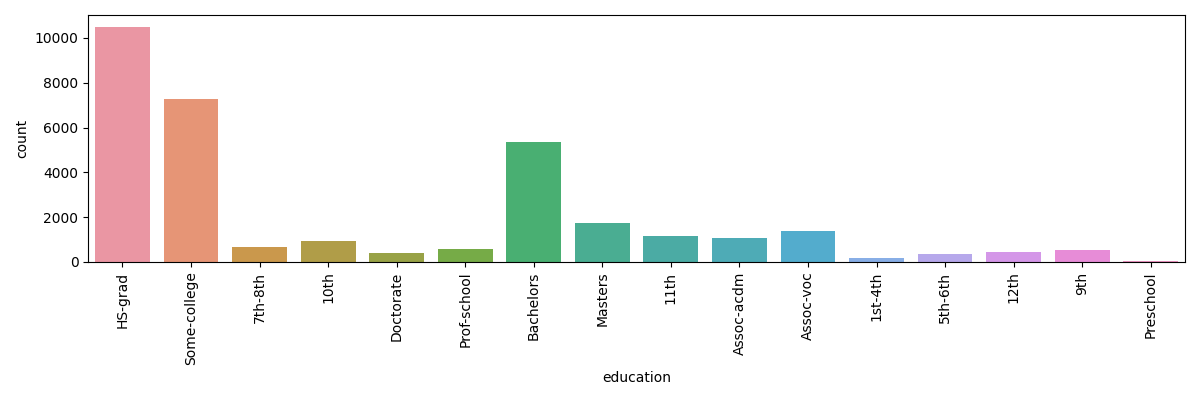 10000
8000
6000
4000
2000
0
count
HS-grad
Some-college
7th-8th
10th
Doctorate
Prof-school
Bachelors
Masters
11th
Assoc-acdm
Assoc-voc
1st-4th
5th-6th
12th
9th
Preschool
education